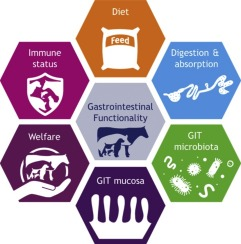 Diet
Feed
Immune
status
Digestion &
absorption
Gastrointestinal
Functionality
Welfare
GIT
microbiota
GIT mucosa